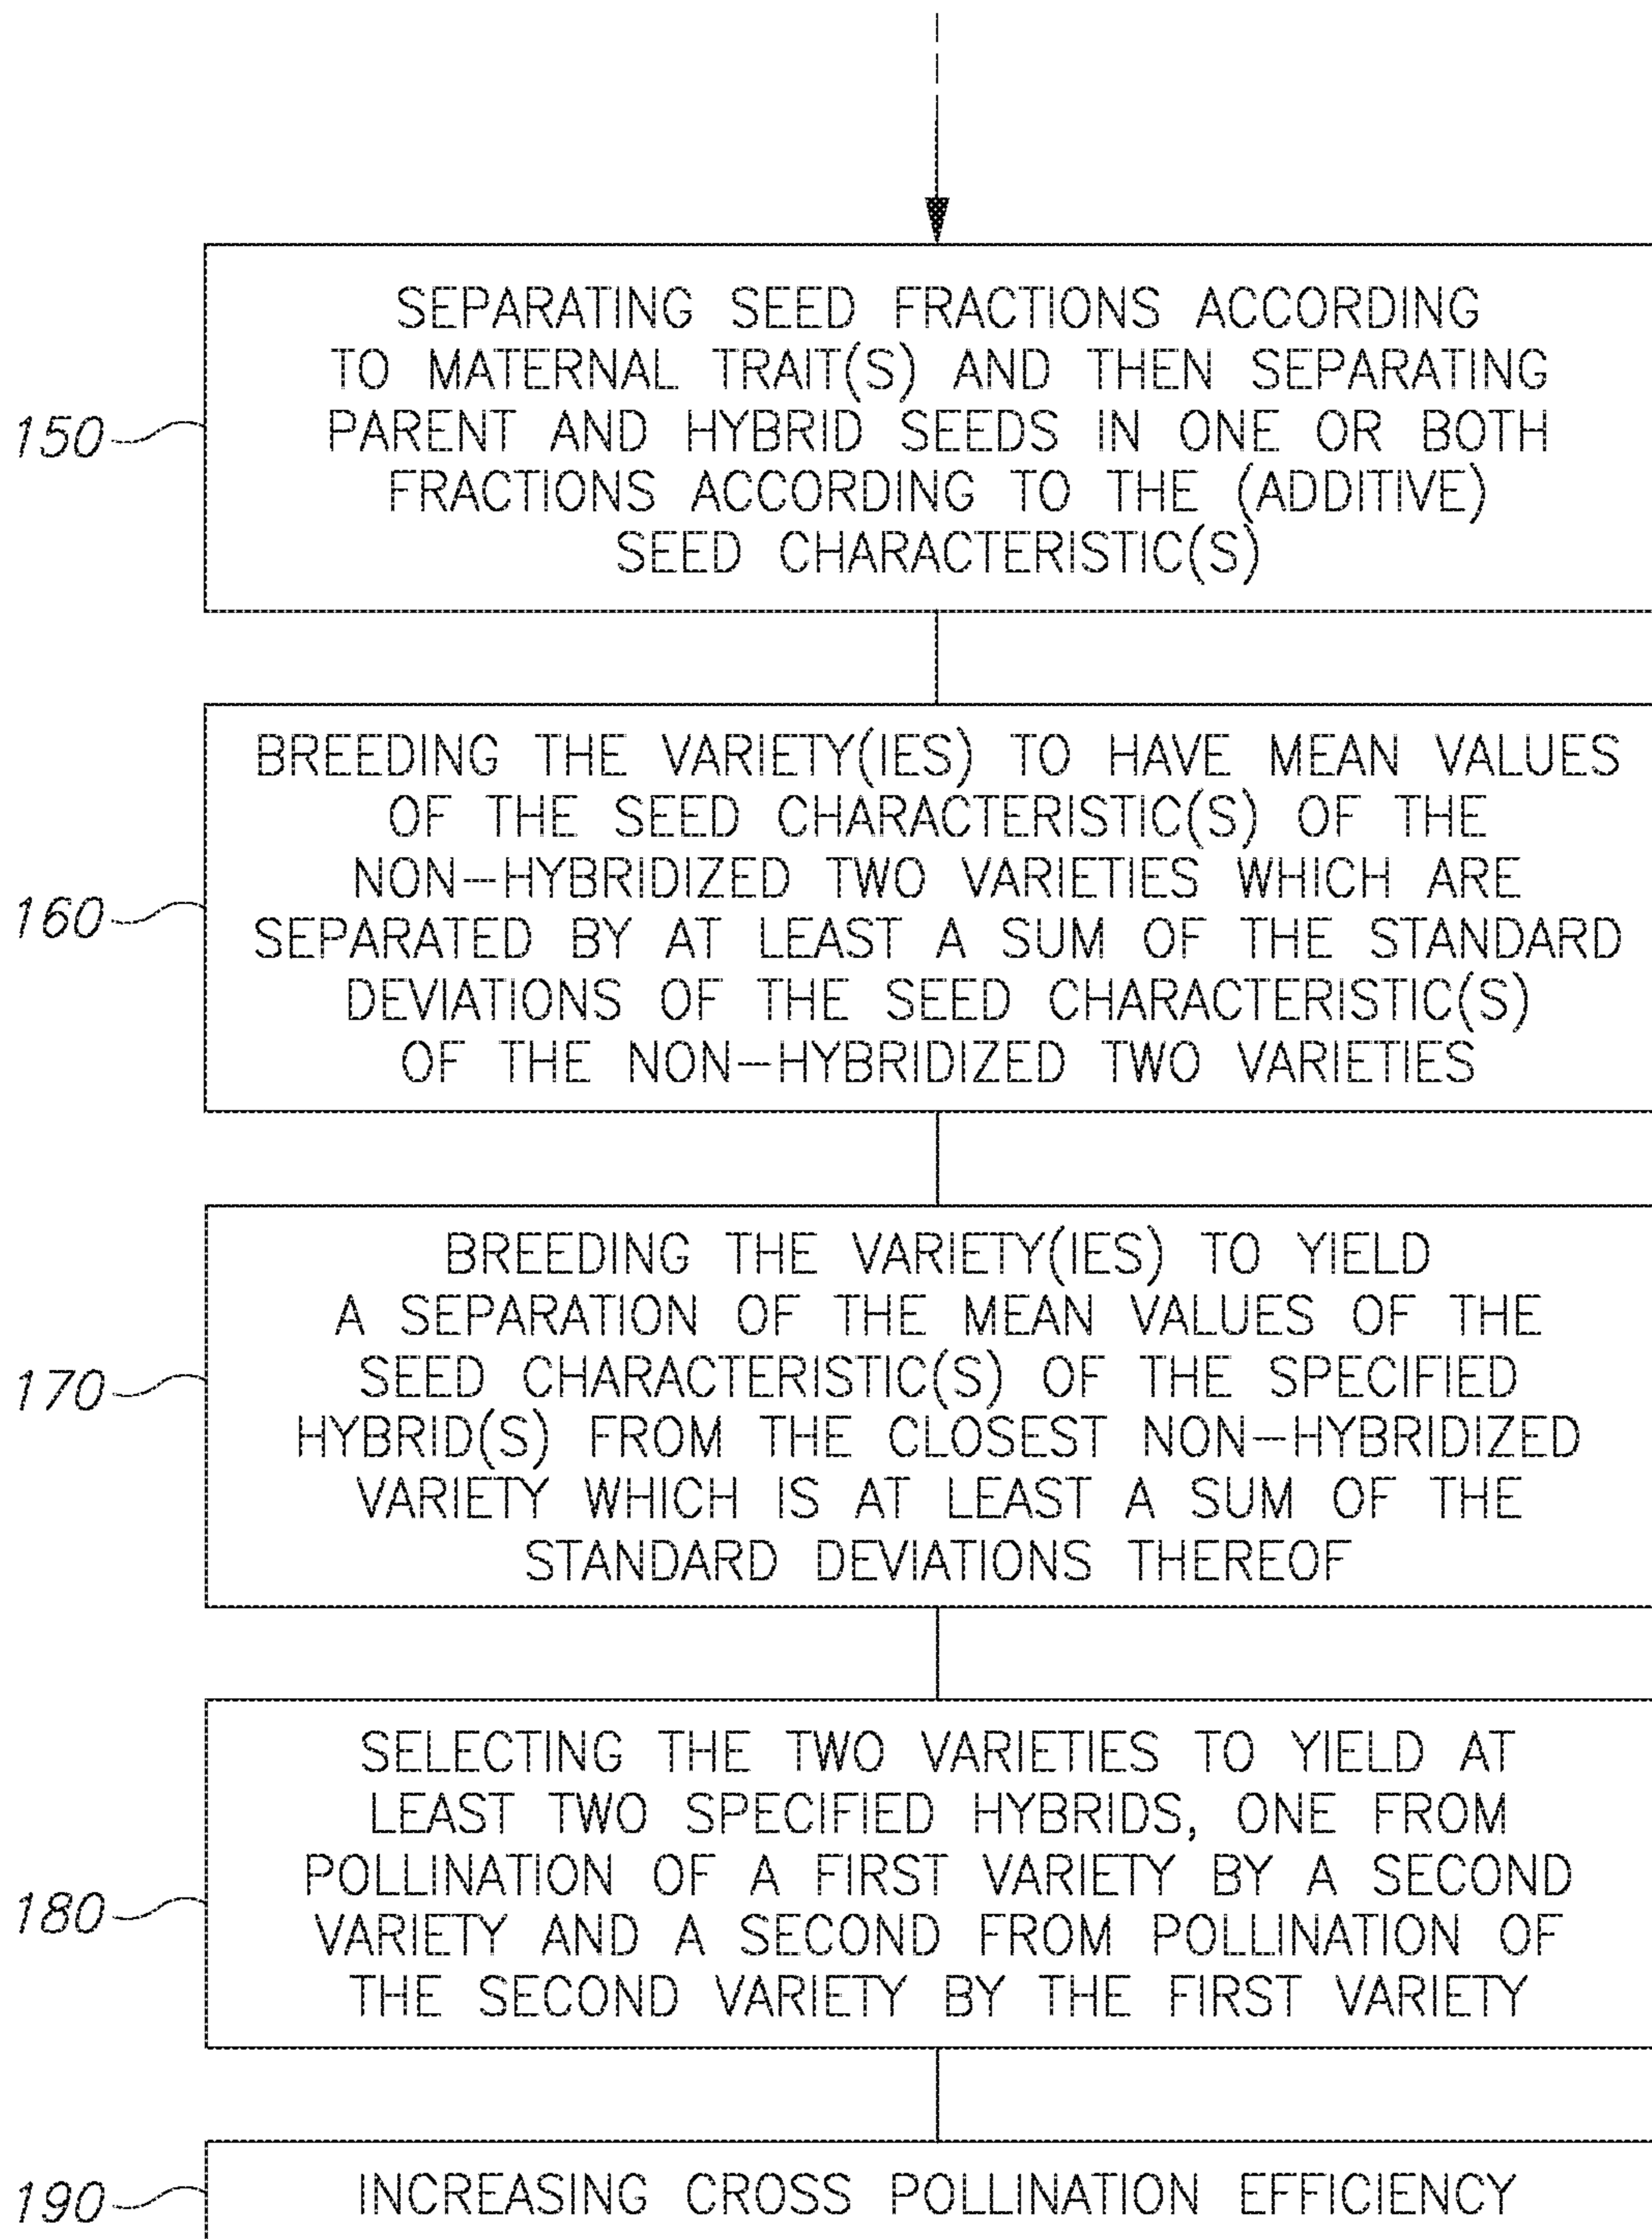 SEPARATING SEED FRACTIONS ACCORDING
TO MATERNAL TRAIT(S) AND THEN SEPARATING
150
PARENT AND HYBRID SEEDS IN ONE OR BOTH
FRACTIONS ACCORDING TO THE (ADDITIVE)
SEED CHARACTERISTIC(S)
BREEDING THE VARIETY(IES) TO HAVE MEAN VALUES
OF THE SEED CHARACTERISTIC(S) OF THE
NON-HYBRIDIZED TWO VARIETIES WHICH ARE
160
SEPARATED BY AT LEAST A SUM OF THE STANDARD
DEVIATIONS OF THE SEED CHARACTERISTIC(S)
OF THE NON-HYBRIDIZED TWO VARIETIES
BREEDING THE VARIETY(IES) TO YIELD
A SEPARATION OF THE MEAN VALUES OF THE
170
SEED CHARACTERISTIC(S) OF THE SPECIFIED
HYBRID(S) FROM THE CLOSEST NON-HYBRIDIZED
VARIETY WHICH IS AT LEAST A SUM OF THE
STANDARD DEVIATIONS THEREOF
SELECTING THE TWO VARIETIES TO YIELD AT
LEAST TWO SPECIFIED HYBRIDS, ONE FROM
POLLINATION OF A FIRST VARIETY BY A SECOND
180
VARIETY AND A SECOND FROM POLLINATION OF
THE SECOND VARIETY BY THE FIRST VARIETY
190
INCREASING CROSS POLLINATION EFFICIENCY